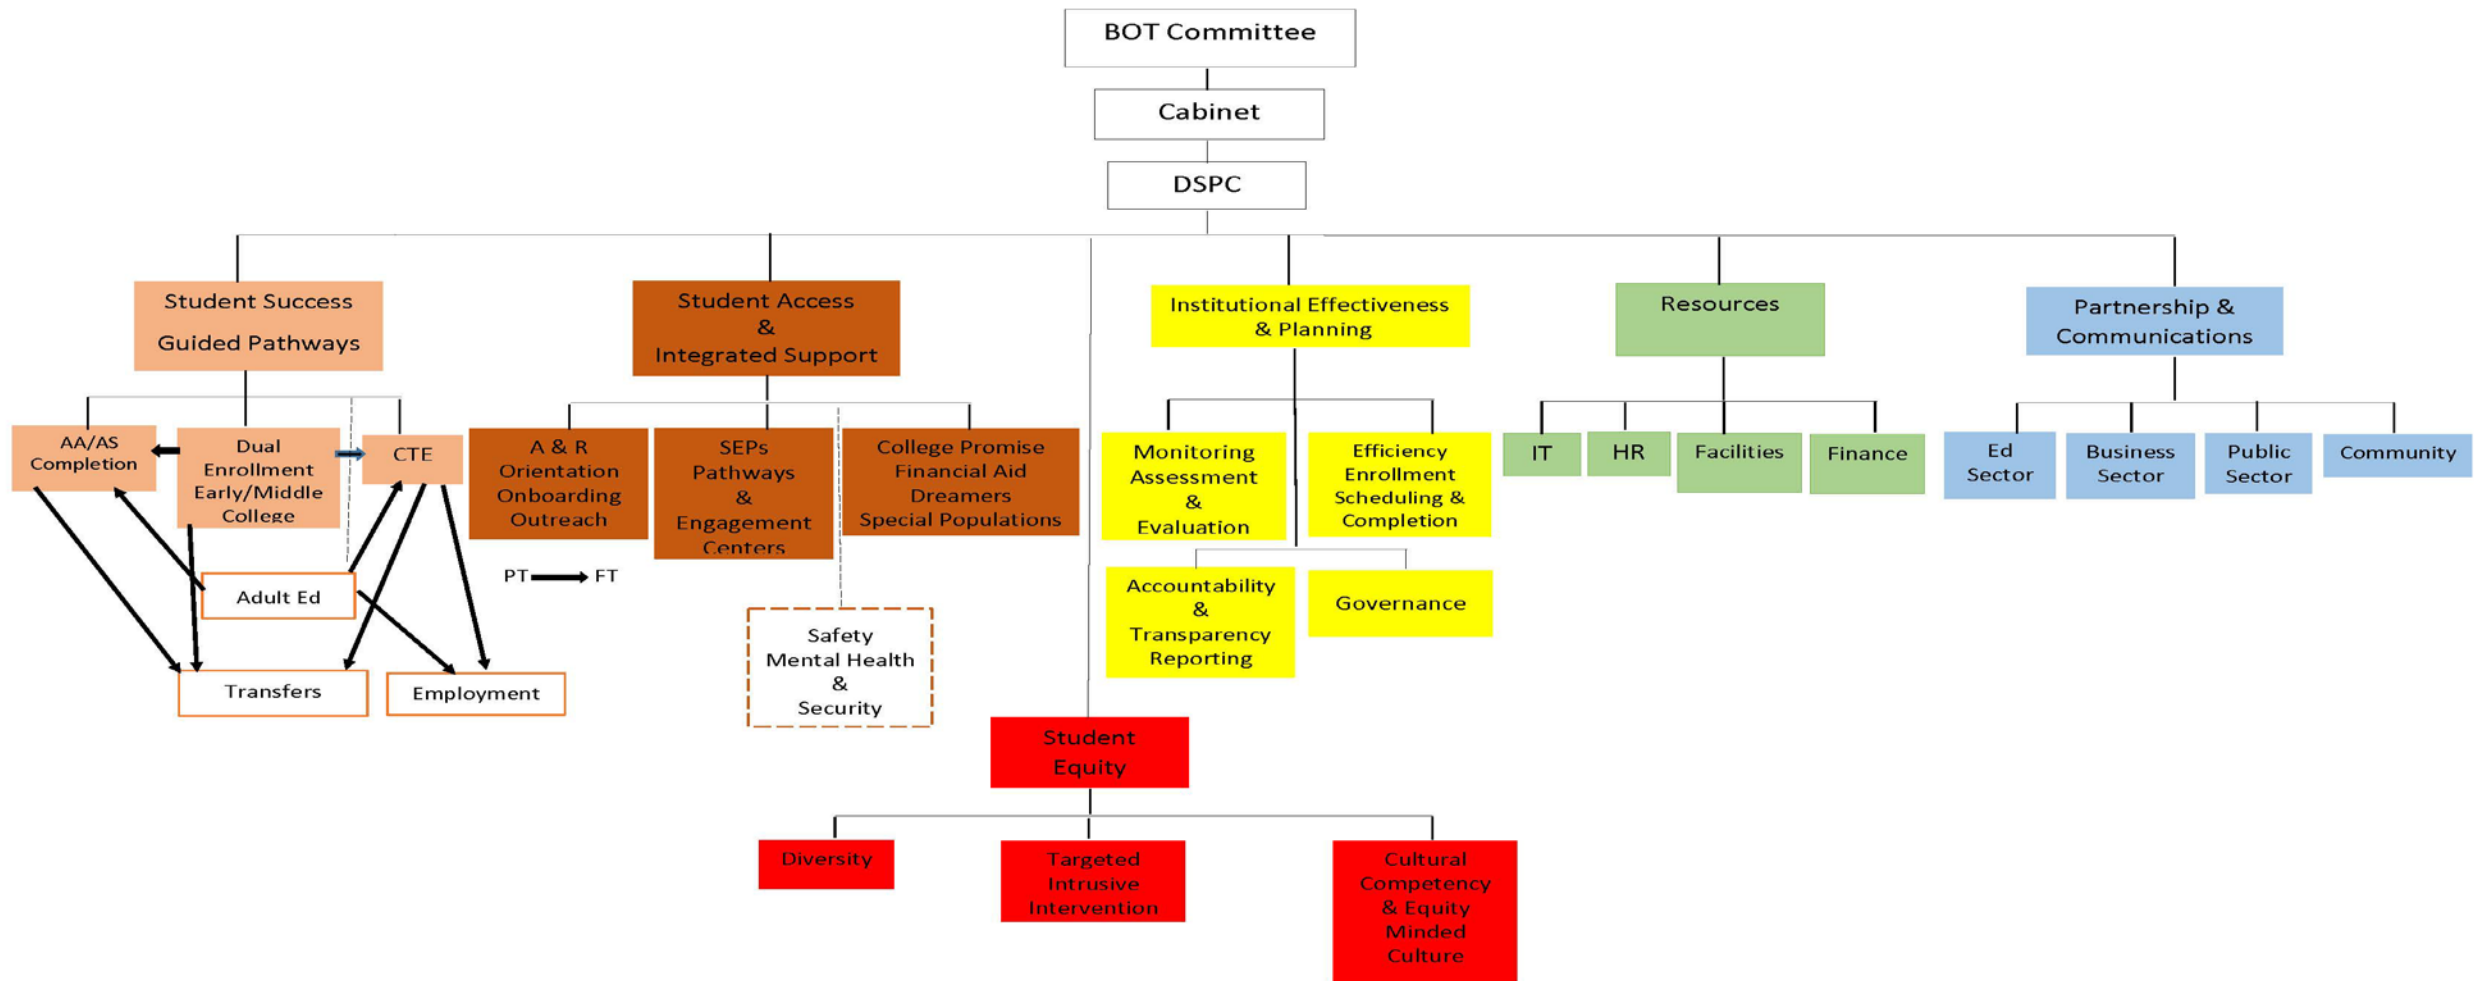 BOT Committee
Cabinet
DSPC
Student Success
Guided Pathways
Student Access
&
Integrated Support
Institutional Effectiveness
& Planning
Resources
Partnership &
Communications
AA/AS
Completion
Dual
Enrollment
Early/Middle
College
CTE
Adult Ed
Transfers
Employment
A & R
Orientation
Onboarding
Outreach
SEPs
Pathways
&
Engagement
Centers
College Promise
Financial Aid
Dreamers
Special Populations
PT
FT
Safety
Mental Health
&
Security
Monitoring
Assessment
&
Evaluation
Efficiency
Enrollment
Scheduling &
Completion
Accountability
&
Transparency
Reporting
Governance
IT
HR
Facilities
Finance
Ed
Sector
Business
Sector
Public
Sector
Community
Student
Equity
Diversity
Targeted
Intrusive
Intervention
Cultural
Competency
& Equity
Minded
Culture